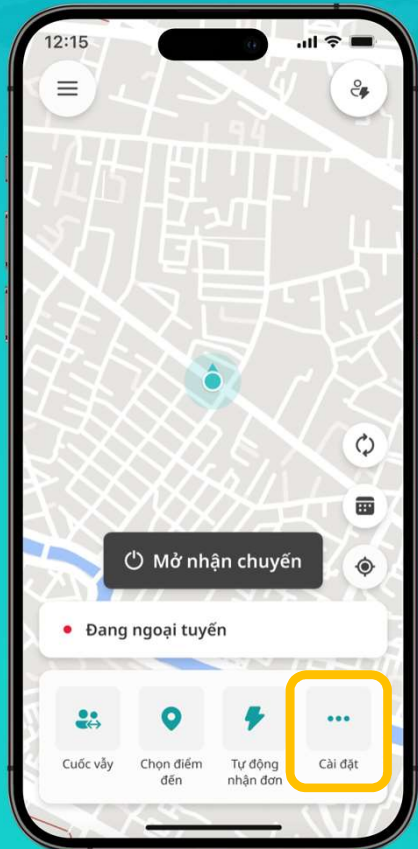 12:15
Mở nhận chuyến
Đang ngoại tuyến
Cuốc vẫy
Chọn điểm
đến
Tự động
nhận đơn
Cài đặt